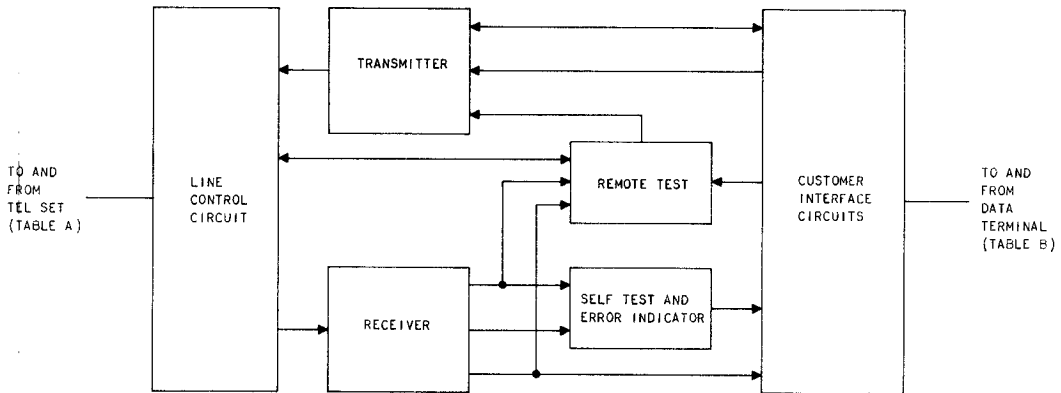 TO AND
FROM
TEL SET
(TABLE A)
LINE
CONTROL
CIRCUIT
TRANSMITTER
REMOTE TEST
RECEIVER
SELF TEST AND
ERROR INDICATOR
CUSTOMER
INTERFACE
CIRCUITS
TO AND
FROM
DATA
TERMINAL
(TABLE B)